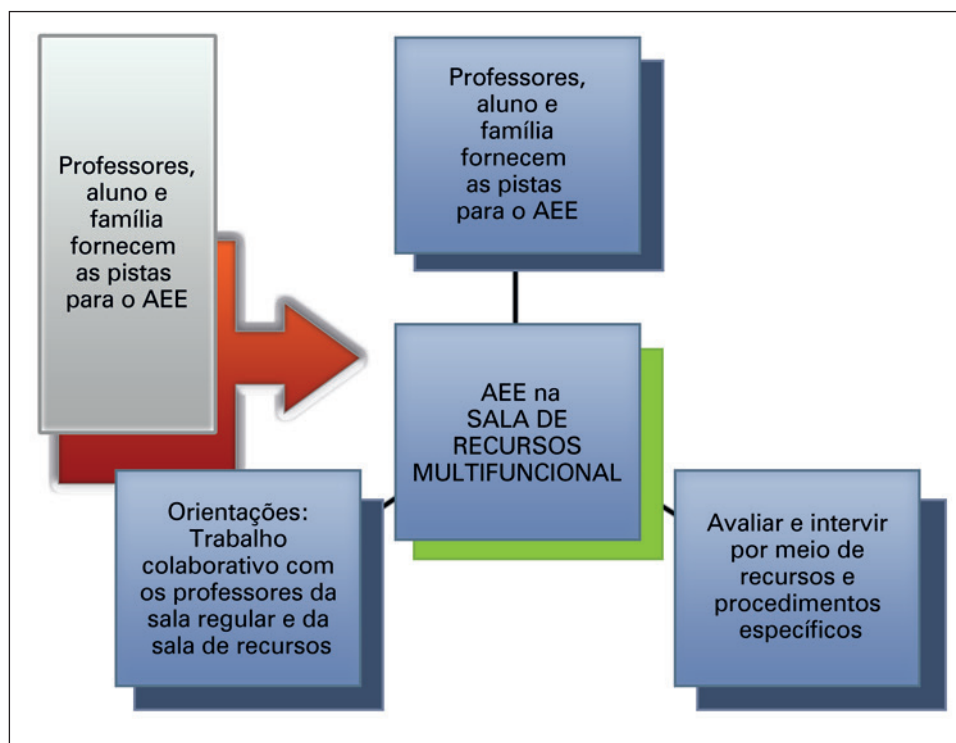 Professores,
aluno e
família
fornecem
as pistas
para o AEE
Professores,
aluno e
família
fornecem
as pistas
para o AEE
AEE na
SALA DE
RECURSOS
MULTIFUNCIONAL
Orientações:
Trabalho
colaborativo com
os professores da
sala regular e da
sala de recursos
Avaliar e intervir
por meio de
recursos e
procedimentos
específicos